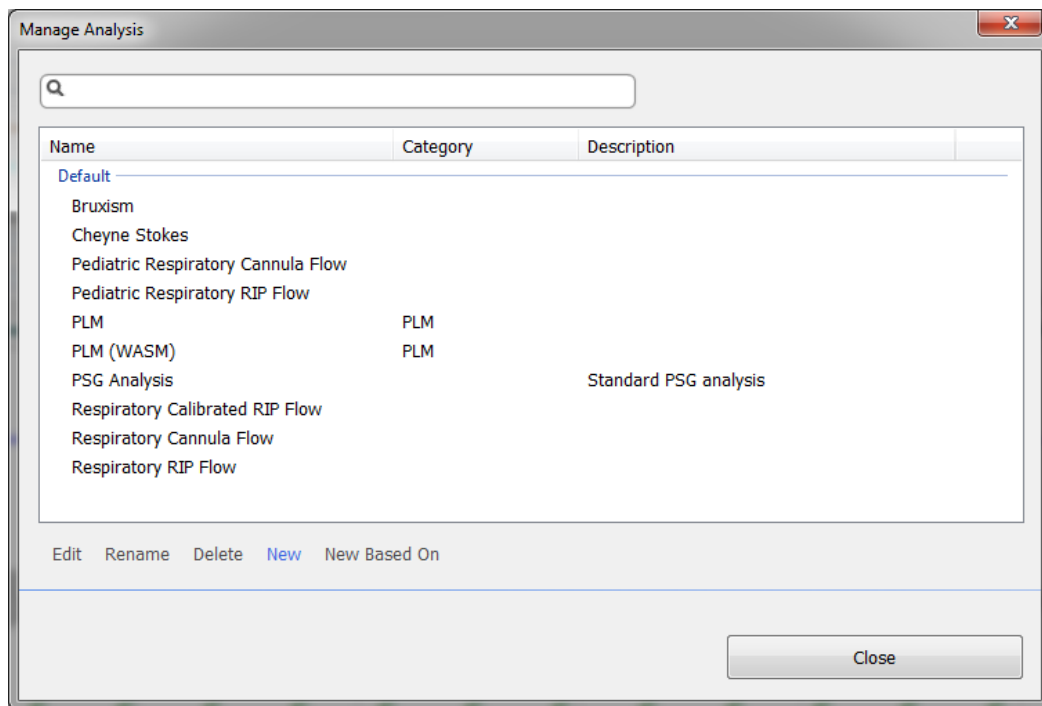 Manage Analysis
Name Category Description
Default
Bruxism
Cheyne Stokes
Pediatric Respiratory Cannula Flow
Pediatric Respiratory RIP Flow
PLM PLM
PLM (WASM) PLM
PSG Analysis Standard PSG analysis
Respiratory Calibrated RIP Flow
Respiratory Cannula Flow
Respiratory RIP Flow
Edit Rename Delete New New Based On
Close